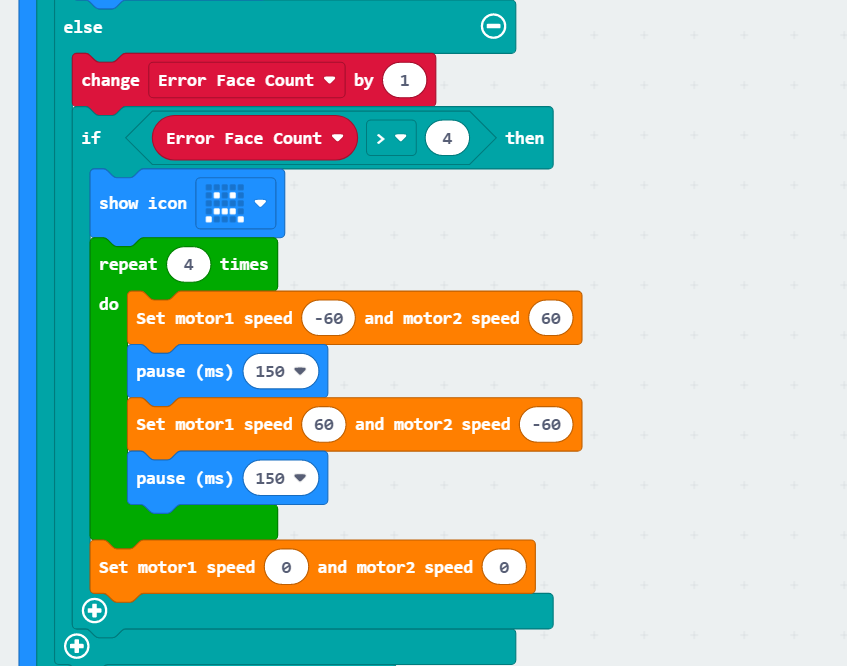 else
change Error Face Count by 1
if Error Face Count > 4 then
show icon
repeat 4 times
do
Set motor1 speed -60 and motor2 speed 60
pause (ms) 150
Set motor1 speed 60 and motor2 speed -60
pause (ms) 150
Set motor1 speed 0 and motor2 speed 0